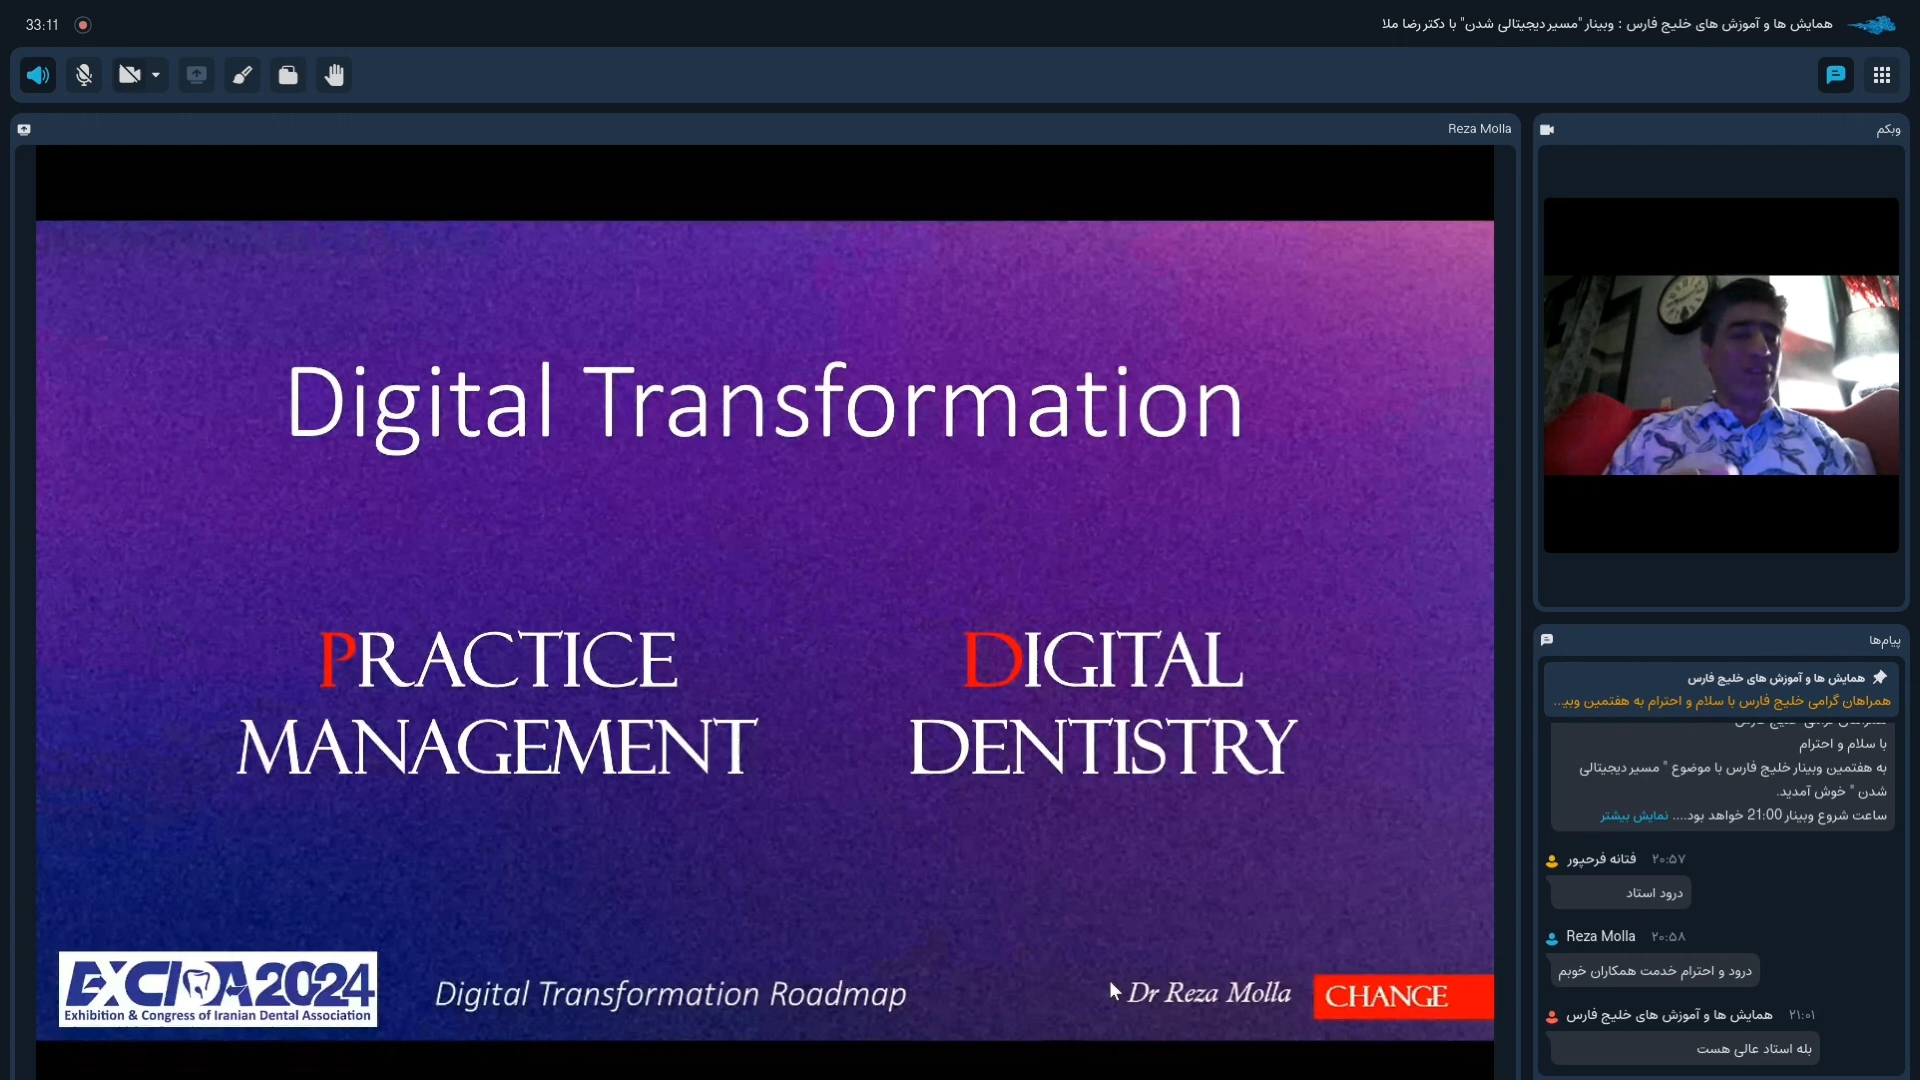 33:11
همایش ها و آموزش های خلیج فارس : وبینار "مسیر دیجیتالی شدن" با دکتر رضا ملا
Reza Molla
Digital Transformation
PRACTICE
MANAGEMENT
DIGITAL
DENTISTRY
EXCIDA2024
Exhibition & Congress of Iranian Dental Association
Digital Transformation Roadmap
Dr Reza Molla
CHANGE
وبکم
پیام‌ها
همایش ها و آموزش های خلیج فارس
همراهان گرامی خلیج فارس با سلام و احترام به هفتمین وبیـ...
همراهان گرامی خلیج فارس
با سلام و احترام
به هفتمین وبینار خلیج فارس با موضوع " مسیر دیجیتالی
شدن " خوش آمدید.
ساعت شروع وبینار 21:00 خواهد بود.... نمایش بیشتر
فتانه فرحپور ۲۰:۵۷
درود استاد
Reza Molla ۲۰:۵۸
درود و احترام خدمت همکاران خوبم
همایش ها و آموزش های خلیج فارس ۲۱:۰۱
بله استاد عالی هست